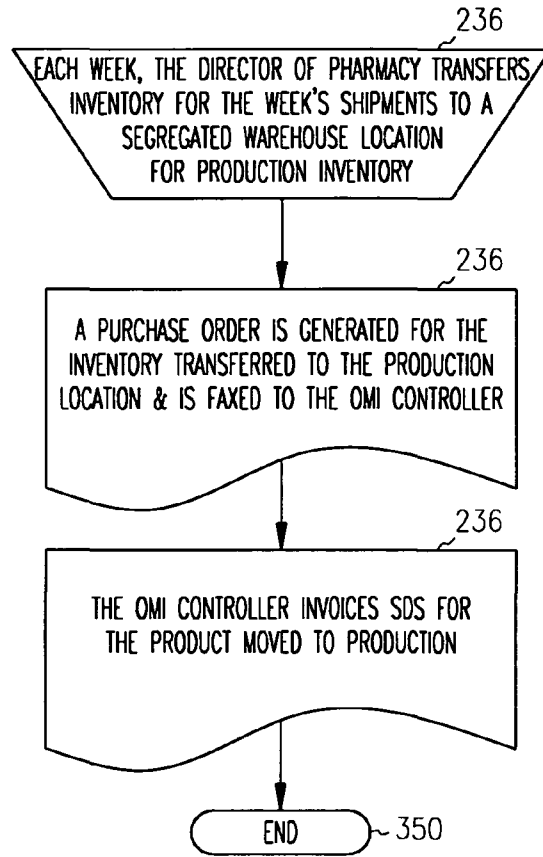 236
EACH WEEK, THE DIRECTOR OF PHARMACY TRANSFERS
INVENTORY FOR THE WEEK'S SHIPMENTS TO A
SEGREGATED WAREHOUSE LOCATION
FOR PRODUCTION INVENTORY
236
A PURCHASE ORDER IS GENERATED FOR THE
INVENTORY TRANSFERRED TO THE PRODUCTION
LOCATION & IS FAXED TO THE OMI CONTROLLER
236
THE OMI CONTROLLER INVOICES SDS FOR
THE PRODUCT MOVED TO PRODUCTION
END
350